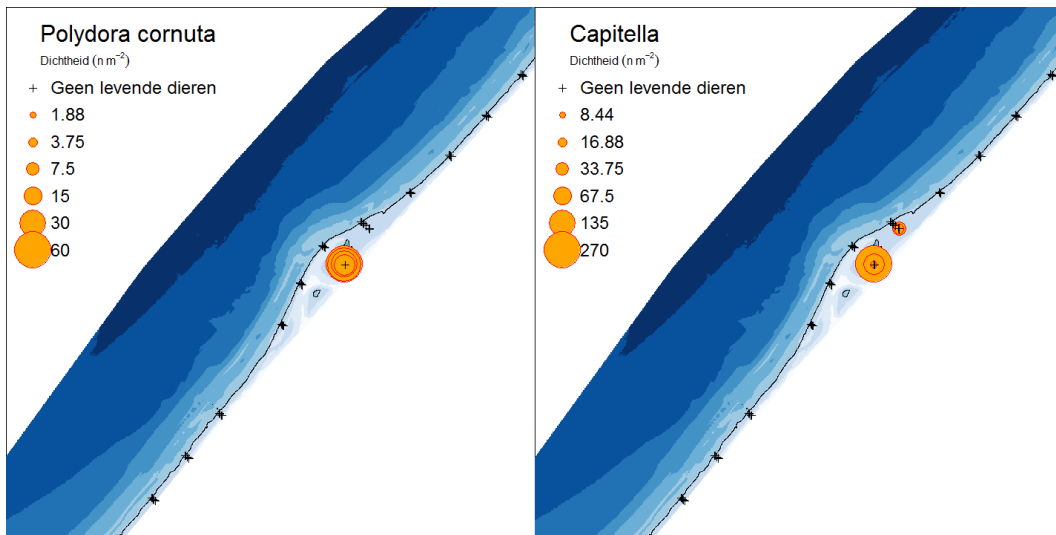 Polydora cornuta
Dichtheid (n m⁻²)
Geen levende dieren
1.88
3.75
7.5
15
30
60
Capitella
Dichtheid (n m⁻²)
Geen levende dieren
8.44
16.88
33.75
67.5
135
270